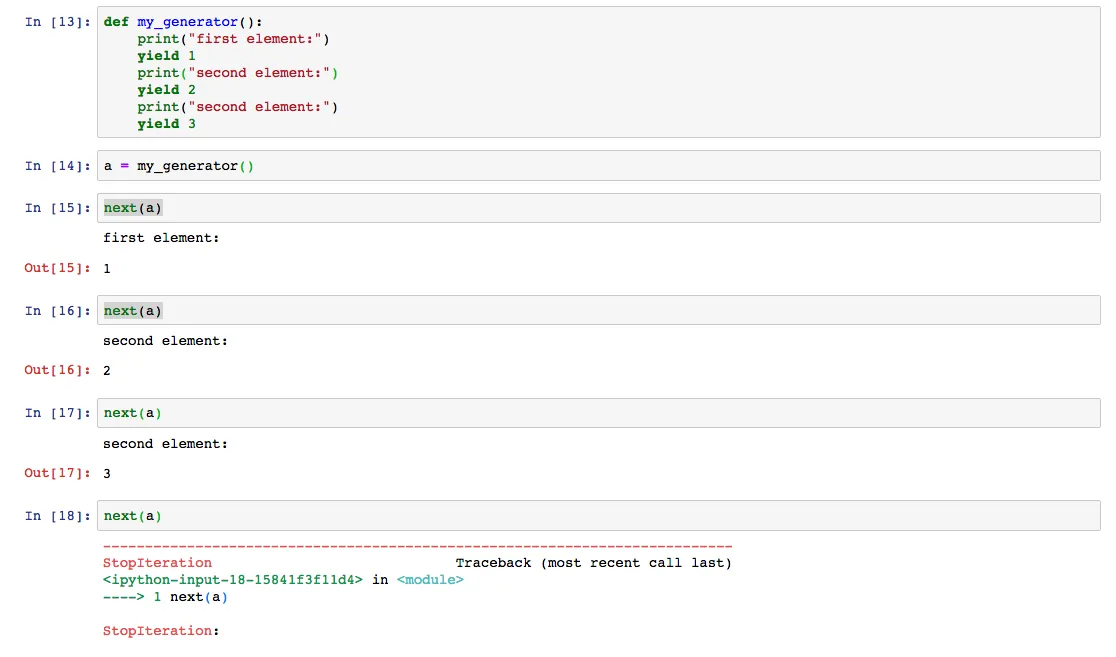 In [13]: def my_generator():
    print("first element:")
    yield 1
    print("second element:")
    yield 2
    print("second element:")
    yield 3
In [14]: a = my_generator()
In [15]: next(a)
first element:
Out[15]: 1
In [16]: next(a)
second element:
Out[16]: 2
In [17]: next(a)
second element:
Out[17]: 3
In [18]: next(a)
---------------------------------------------------------------------------
StopIteration                             Traceback (most recent call last)
<ipython-input-18-15841f3f11d4> in <module>
----> 1 next(a)
StopIteration: